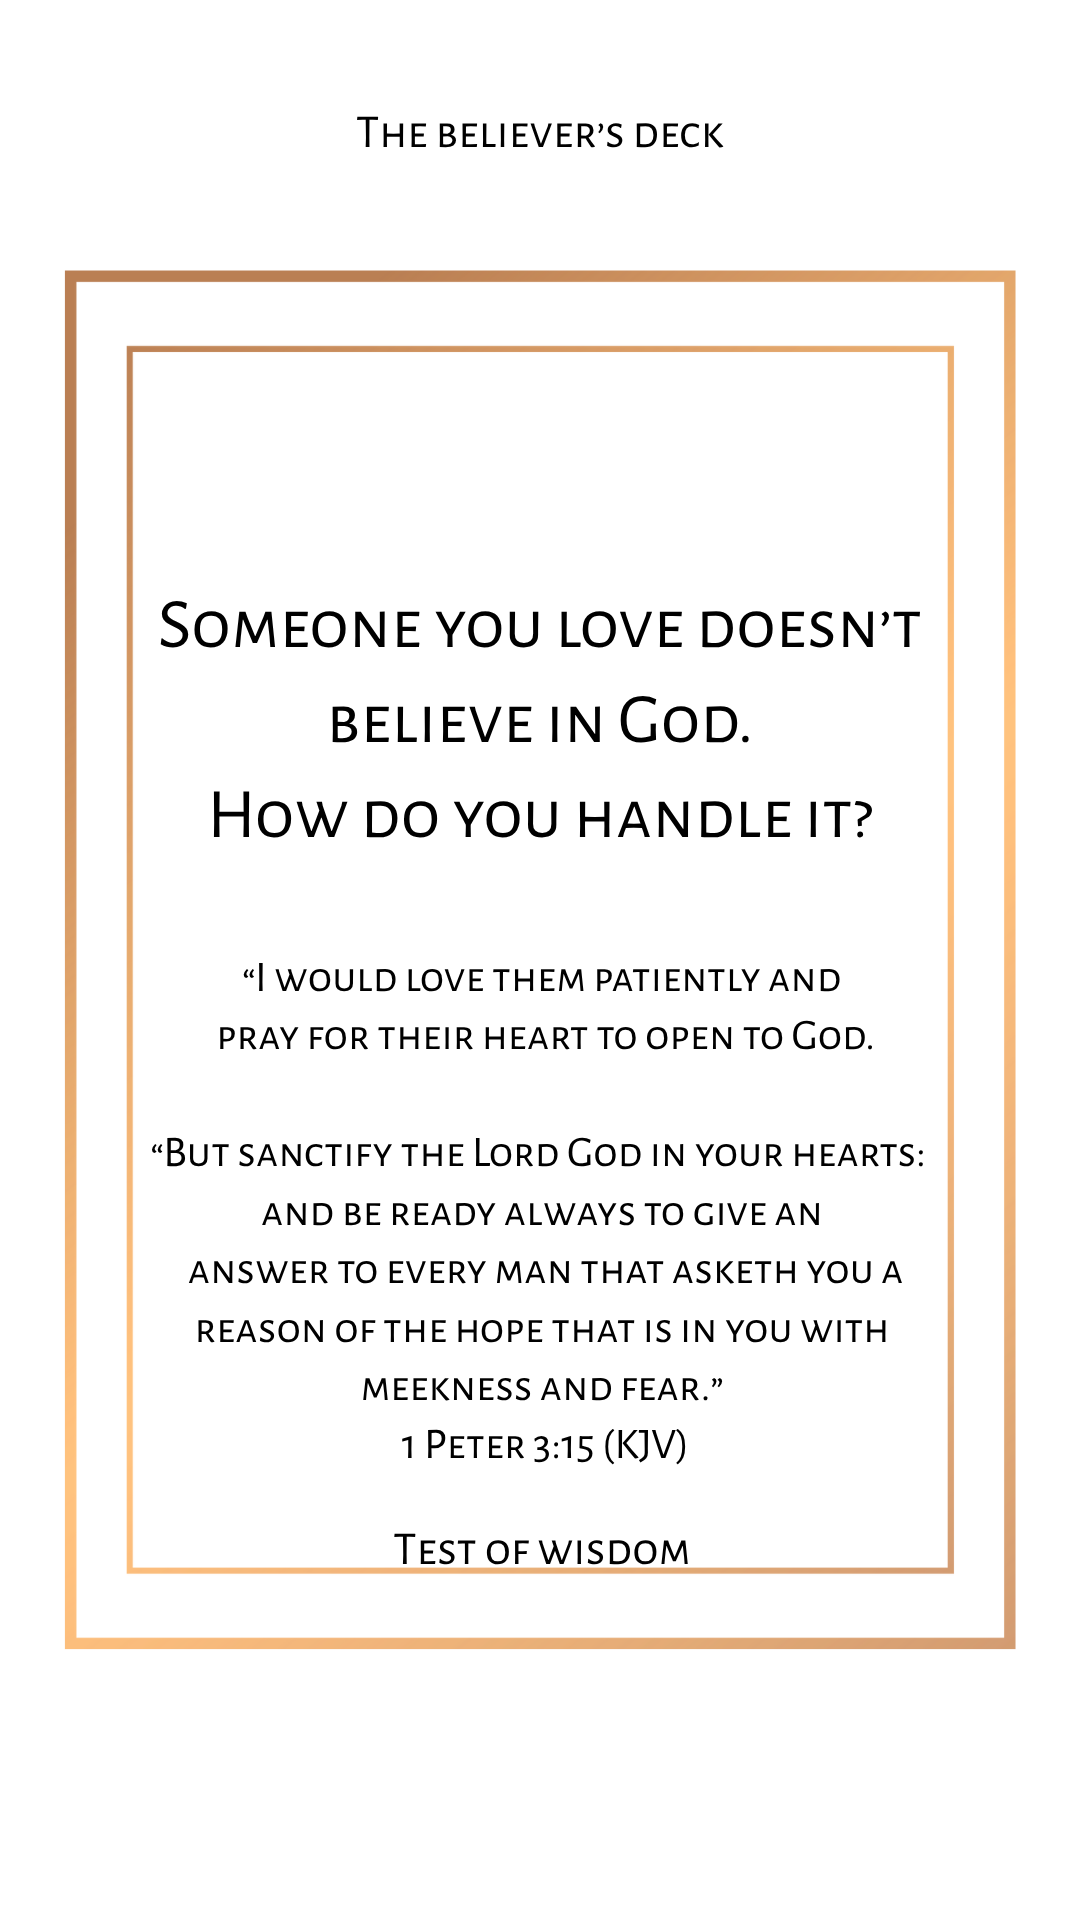 The believer’s deck
Someone you love doesn’t
believe in God.
How do you handle it?
“I would love them patiently and
pray for their heart to open to God.
“But sanctify the Lord God in your hearts:
and be ready always to give an
answer to every man that asketh you a
reason of the hope that is in you with
meekness and fear.”
1 Peter 3:15 (KJV)
Test of wisdom